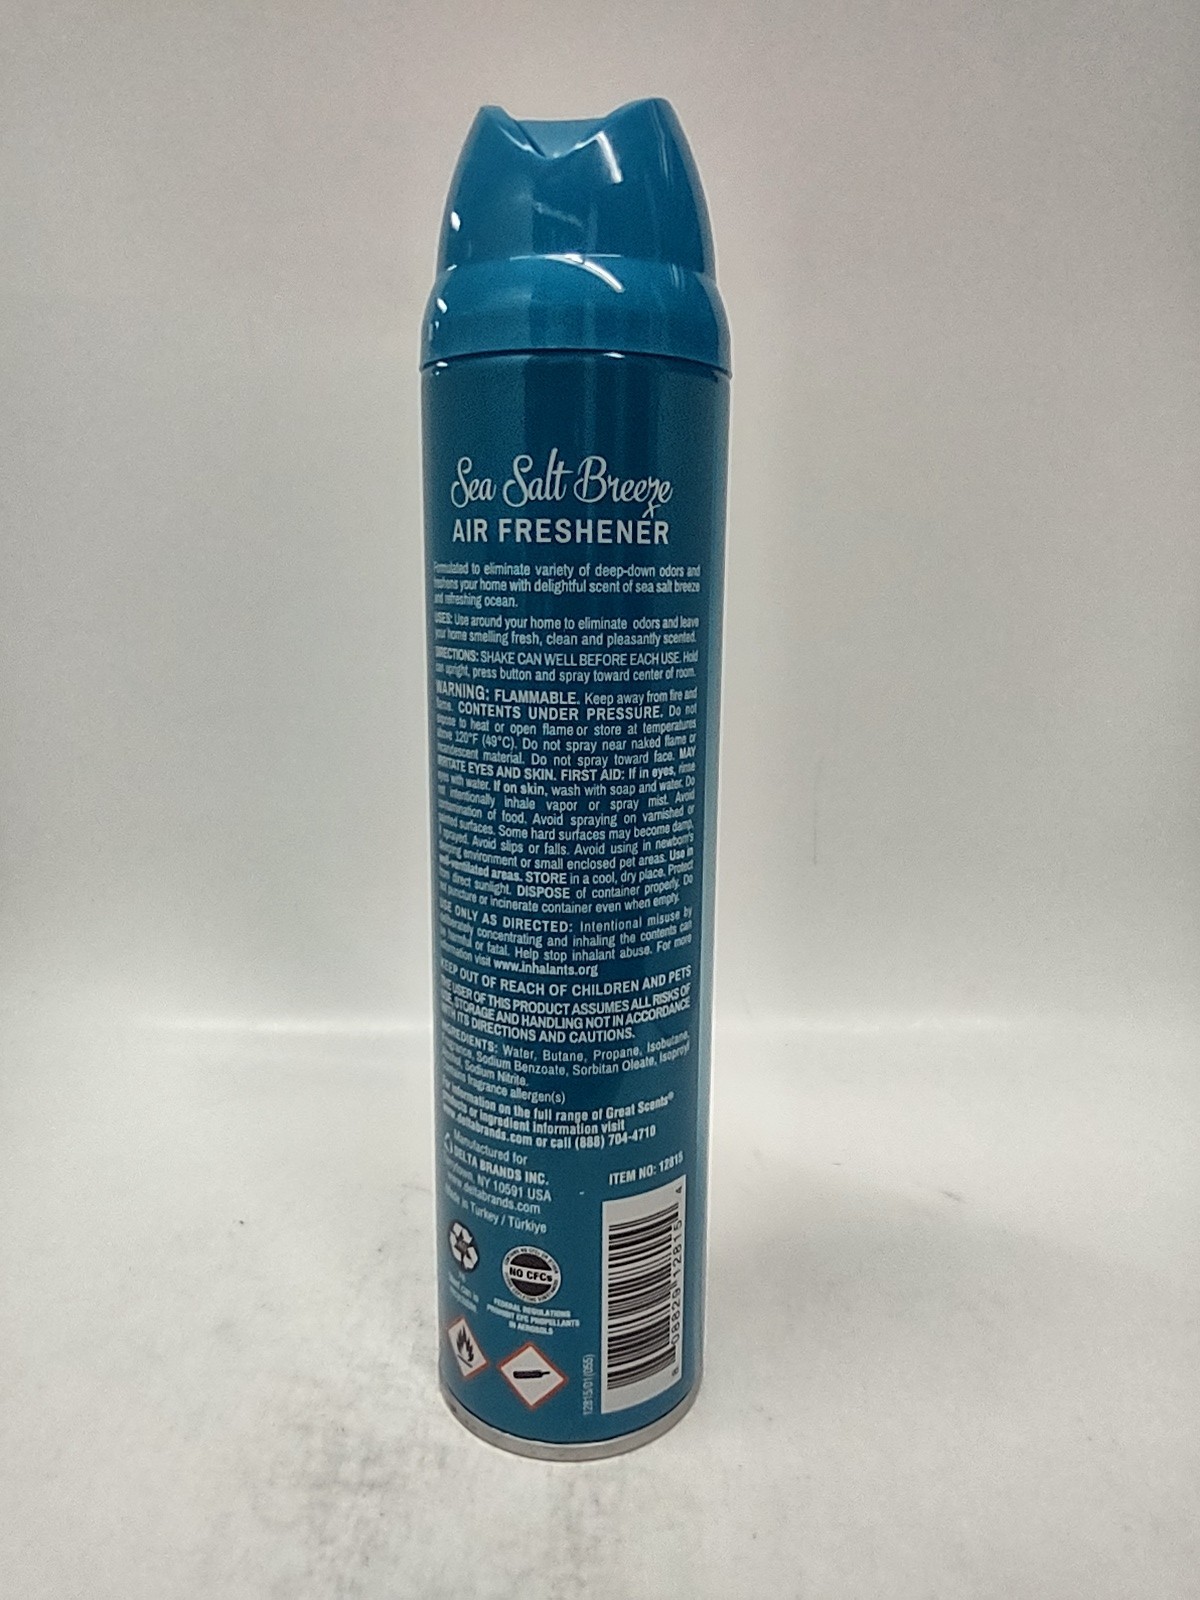 Sea Salt Breeze
AIR FRESHENER
Formulated to eliminate variety of deep-down odors and
freshens your home with delightful scent of sea salt breeze
and refreshing ocean.
USES: Use around your home to eliminate odors and leave
your home smelling fresh, clean and pleasantly scented.
DIRECTIONS: SHAKE CAN WELL BEFORE EACH USE. Hold
can upright, press button and spray toward center of room.
WARNING: FLAMMABLE. Keep away from fire and
flame. CONTENTS UNDER PRESSURE. Do not
expose to heat or open flame or store at temperatures
above 120°F (49°C). Do not spray near naked flame or
incandescent material. Do not spray toward face. MAY
IRRITATE EYES AND SKIN. FIRST AID: If in eyes, rinse
eyes with water. If on skin, wash with soap and water. Do
not intentionally inhale vapor or spray mist. Avoid
contamination of food. Avoid spraying on varnished or
painted surfaces. Some hard surfaces may become damp,
if sprayed. Avoid slips or falls. Avoid using in newborn's
sleeping environment or small enclosed pet areas. Use in
well-ventilated areas. STORE in a cool, dry place. Protect
from direct sunlight. DISPOSE of container properly. Do
not puncture or incinerate container even when empty.
USE ONLY AS DIRECTED: Intentional misuse by
deliberately concentrating and inhaling the contents can
be harmful or fatal. Help stop inhalant abuse. For more
information visit www.inhalants.org
KEEP OUT OF REACH OF CHILDREN AND PETS
THE USER OF THIS PRODUCT ASSUMES ALL RISKS OF
USE, STORAGE AND HANDLING NOT IN ACCORDANCE
WITH ITS DIRECTIONS AND CAUTIONS.
INGREDIENTS: Water, Butane, Propane, Isobutane,
Fragrance, Sodium Benzoate, Sorbitan Oleate, Isopropyl
Alcohol, Sodium Nitrite.
Contains fragrance allergen(s)
For information on the full range of Great Scents®
products or ingredient information visit
www.deltabrands.com or call (888) 704-4710
Manufactured for
DELTA BRANDS INC.
Tarrytown, NY 10591 USA
www.deltabrands.com
Made in Turkey / Türkiye
ITEM NO: 12815
NO CFCs
FEDERAL REGULATIONS
PROHIBIT CFC PROPELLANTS
IN AEROSOLS
12815/01(055)
8 08829 12815 4